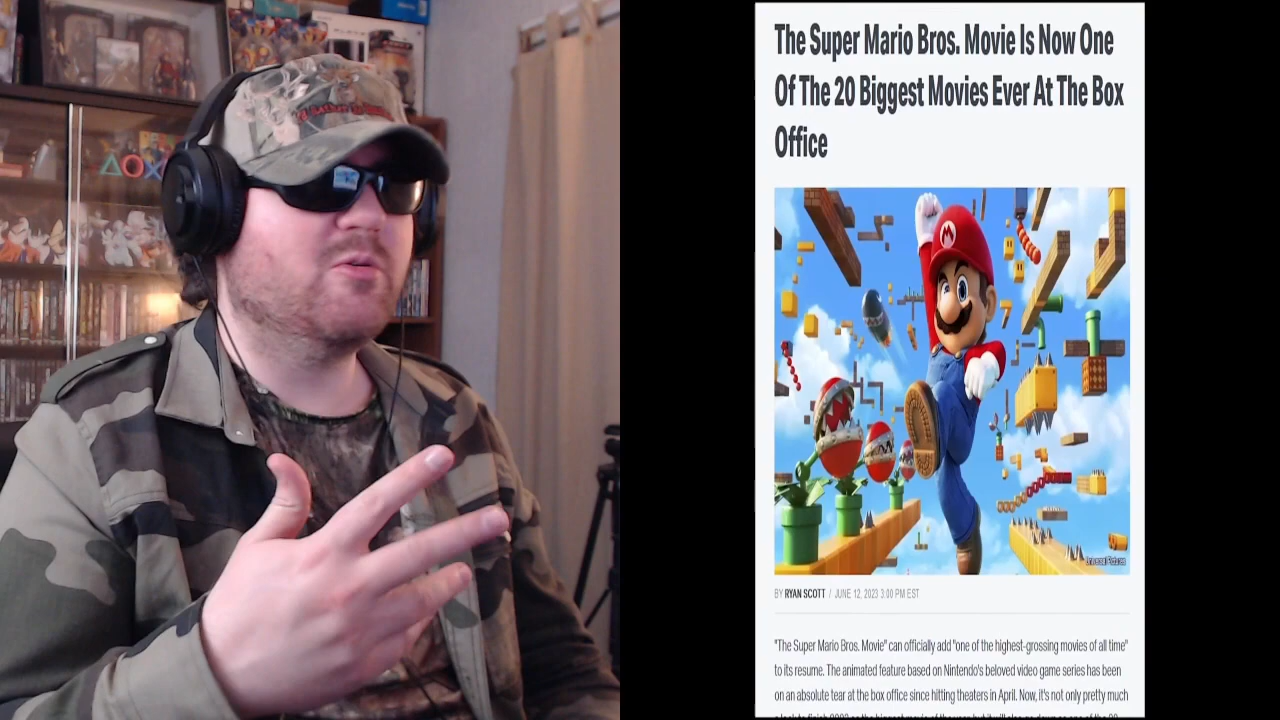 The Super Mario Bros. Movie Is Now One
Of The 20 Biggest Movies Ever At The Box
Office
Universal Pictures
BY RYAN SCOTT / JUNE 12, 2023 3:00 PM EST
"The Super Mario Bros. Movie" can officially add "one of the highest-grossing movies of all time"
to its resume. The animated feature based on Nintendo's beloved video game series has been
on an absolute tear at the box office since hitting theaters in April. Now, it's not only pretty much